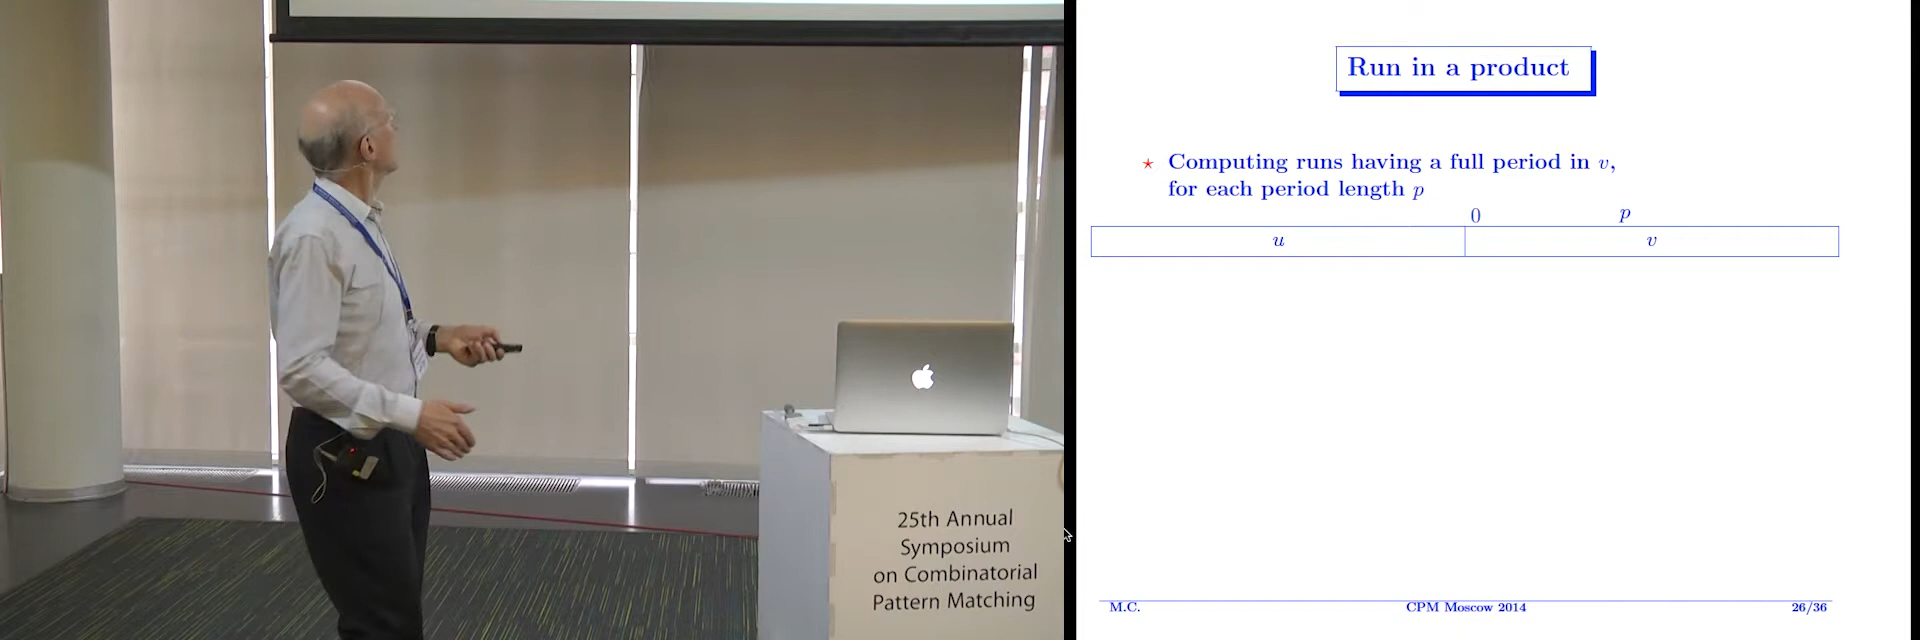 25th Annual
Symposium
on Combinatorial
Pattern Matching
Run in a product
⋆ Computing runs having a full period in v,
for each period length p
0 p
u v
M.C. CPM Moscow 2014 26/36